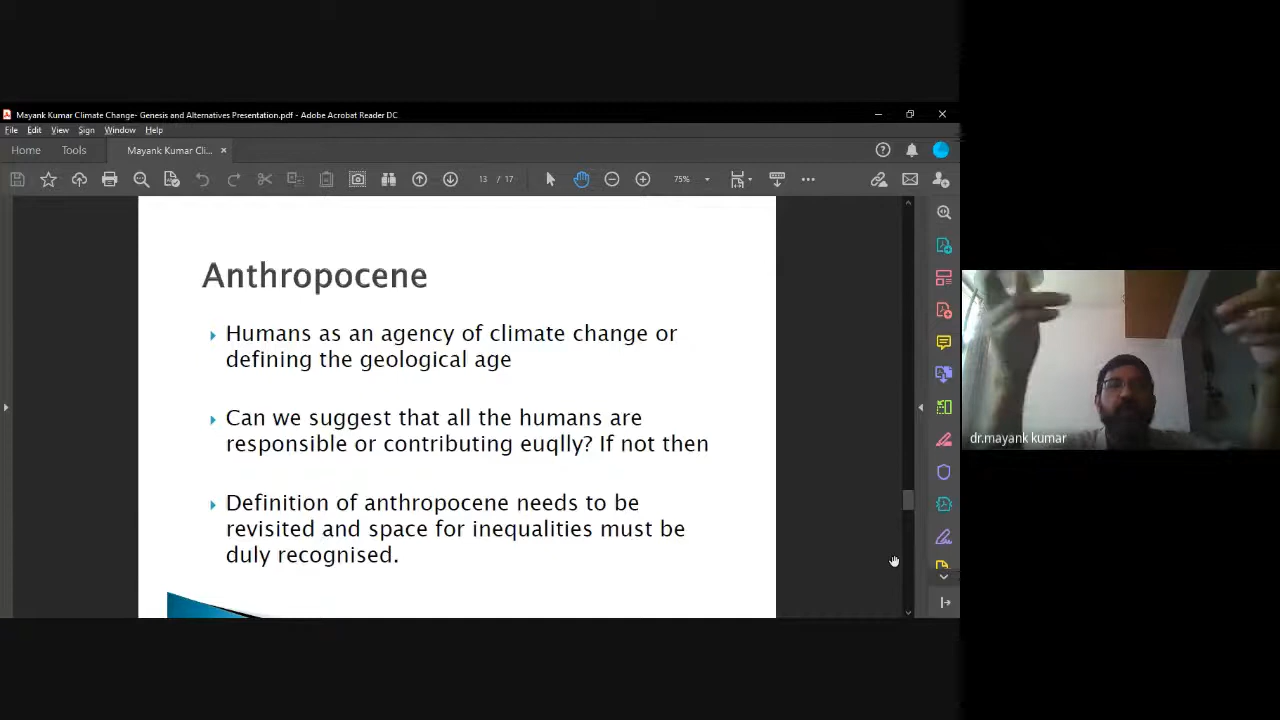 Mayank Kumar Climate Change- Genesis and Alternatives Presentation.pdf - Adobe Acrobat Reader DC
File Edit View Sign Window Help
Home Tools Mayank Kumar Cli... ×
13 / 17 75%
Anthropocene
Humans as an agency of climate change or
defining the geological age
Can we suggest that all the humans are
responsible or contributing euqlly? If not then
Definition of anthropocene needs to be
revisited and space for inequalities must be
duly recognised.
dr.mayank kumar